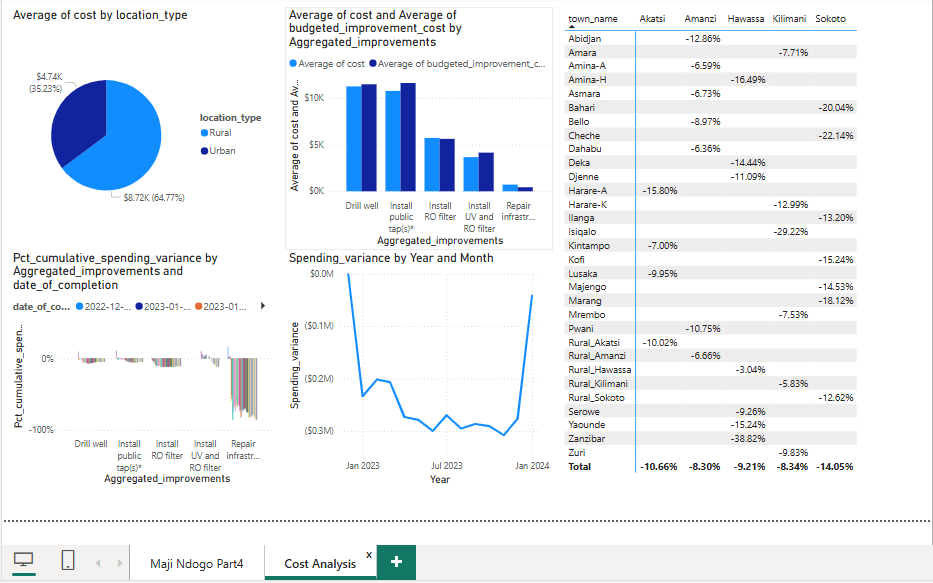 Average of cost by location_type
$4.74K
(35.23%)
$8.72K (64.77%)
location_type
Rural
Urban
Average of cost and Average of
budgeted_improvement_cost by
Aggregated_improvements
Average of cost Average of budgeted_improvement_c...
Average of cost and Av...
$10K
$5K
$0K
Drill well
Install
public
tap(s)*
Install
RO filter
Install
UV and
RO filter
Repair
infrastr...
Aggregated_improvements
Pct_cumulative_spending_variance by
Aggregated_improvements and
date_of_completion
date_of_co... 2022-12-... 2023-01-... 2023-01...
Pct_cumulative_spen...
0%
-100%
Drill well
Install
public
tap(s)*
Install
RO filter
Install
UV and
RO filter
Repair
infrastr...
Aggregated_improvements
Spending_variance by Year and Month
Spending_variance
$0.0M
($0.1M)
($0.2M)
($0.3M)
Jan 2023 Jul 2023 Jan 2024
Year
town_name Akatsi Amanzi Hawassa Kilimani Sokoto
Abidjan -12.86%
Amara -7.71%
Amina-A -6.59%
Amina-H -16.49%
Asmara -6.73%
Bahari -20.04%
Bello -8.97%
Cheche -22.14%
Dahabu -6.36%
Deka -14.44%
Djenne -11.09%
Harare-A -15.80%
Harare-K -12.99%
Ilanga -13.20%
Isiqalo -29.22%
Kintampo -7.00%
Kofi -15.24%
Lusaka -9.95%
Majengo -14.53%
Marang -18.12%
Mrembo -7.53%
Pwani -10.75%
Rural_Akatsi -10.02%
Rural_Amanzi -6.66%
Rural_Hawassa -3.04%
Rural_Kilimani -5.83%
Rural_Sokoto -12.62%
Serowe -9.26%
Yaounde -15.24%
Zanzibar -38.82%
Zuri -9.83%
Total -10.66% -8.30% -9.21% -8.34% -14.05%
Maji Ndogo Part4 Cost Analysis x +